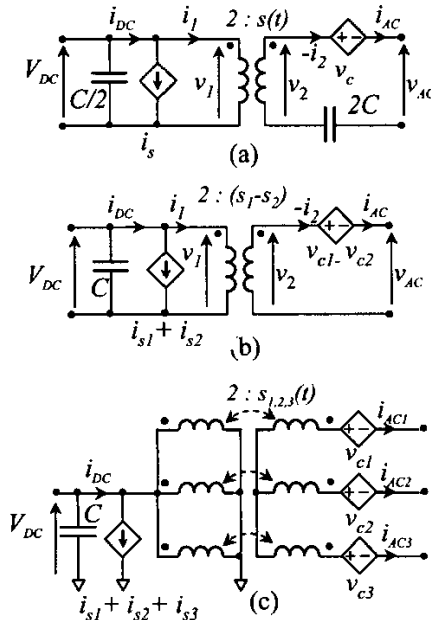 i_DC i_1 2 : s(t) -i_2 i_AC
V_DC C/2 v_1 v_2 v_c v_AC
i_s 2C
(a)
i_DC i_1 2 : (s_1-s_2) -i_2 i_AC
V_DC C v_1 v_2 v_c1- v_c2 v_AC
i_s1+ i_s2
(b)
2 : s_1,2,3(t)
i_AC1
v_c1
i_DC i_AC2
V_DC C v_c2
i_AC3
v_c3
i_s1+ i_s2 + i_s3
(c)